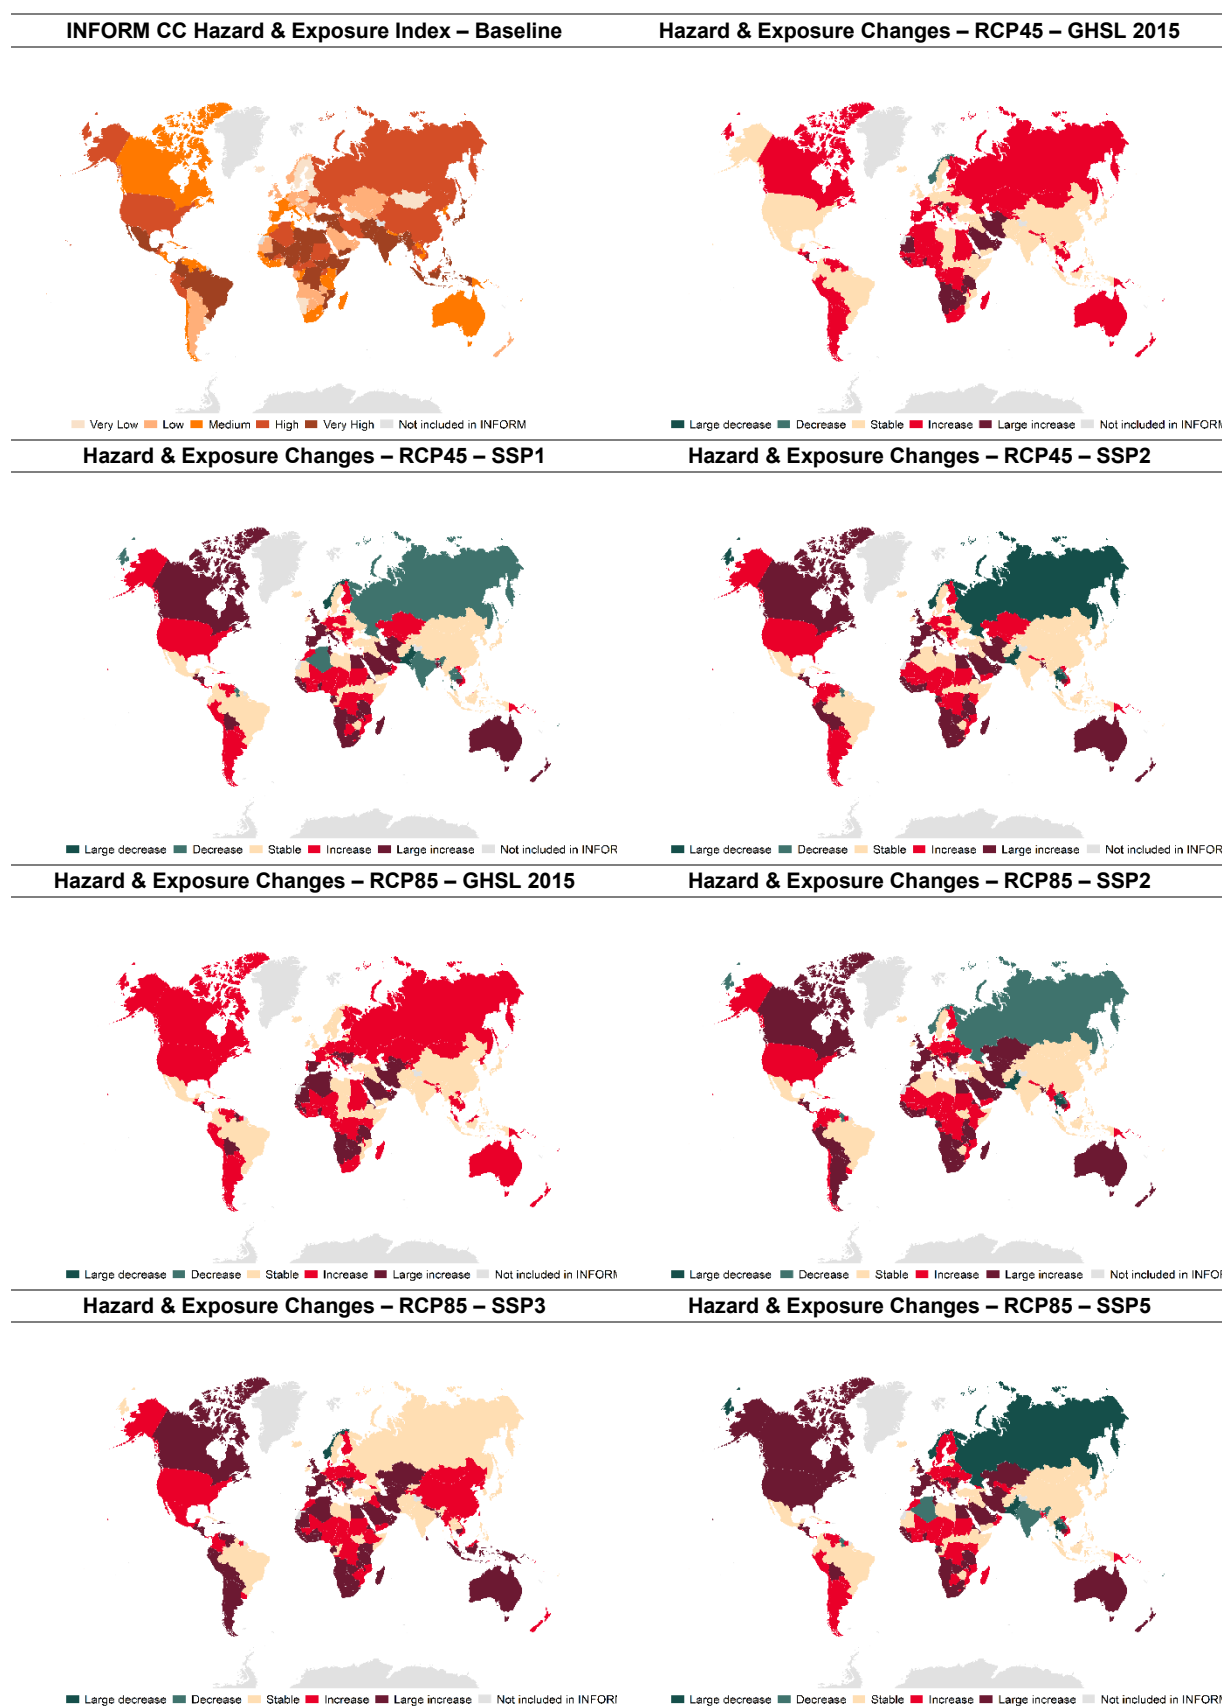 INFORM CC Hazard & Exposure Index – Baseline
Hazard & Exposure Changes – RCP45 – GHSL 2015
Very Low Low Medium High Very High Not included in INFORM
Large decrease Decrease Stable Increase Large increase Not included in INFORM
Hazard & Exposure Changes – RCP45 – SSP1
Hazard & Exposure Changes – RCP45 – SSP2
Large decrease Decrease Stable Increase Large increase Not included in INFOR
Large decrease Decrease Stable Increase Large increase Not included in INFOR
Hazard & Exposure Changes – RCP85 – GHSL 2015
Hazard & Exposure Changes – RCP85 – SSP2
Large decrease Decrease Stable Increase Large increase Not included in INFORM
Large decrease Decrease Stable Increase Large increase Not included in INFOR
Hazard & Exposure Changes – RCP85 – SSP3
Hazard & Exposure Changes – RCP85 – SSP5
Large decrease Decrease Stable Increase Large increase Not included in INFORM
Large decrease Decrease Stable Increase Large increase Not included in INFOR